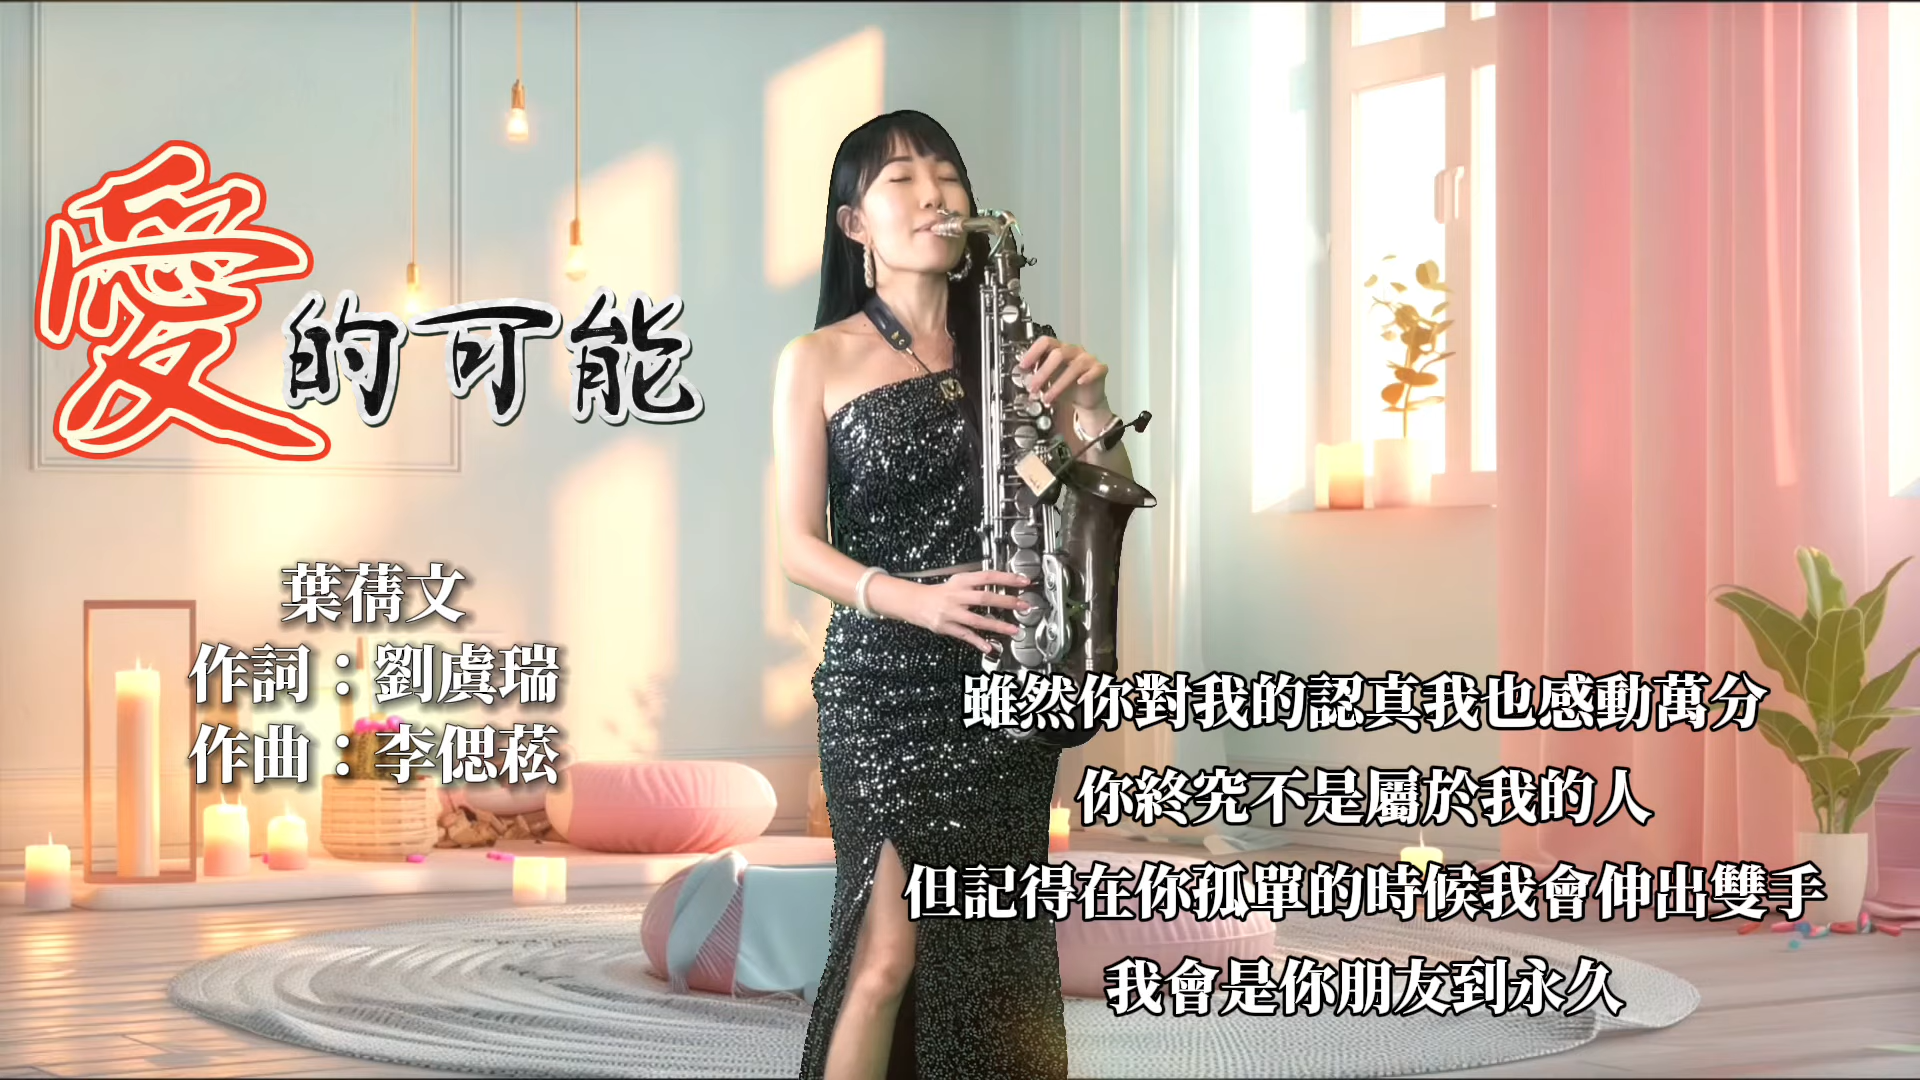 愛的可能
葉蒨文
作詞：劉虞瑞
作曲：李偲菘
雖然你對我的認真我也感動萬分
你終究不是屬於我的人
但記得在你孤單的時候我會伸出雙手
我會是你朋友到永久